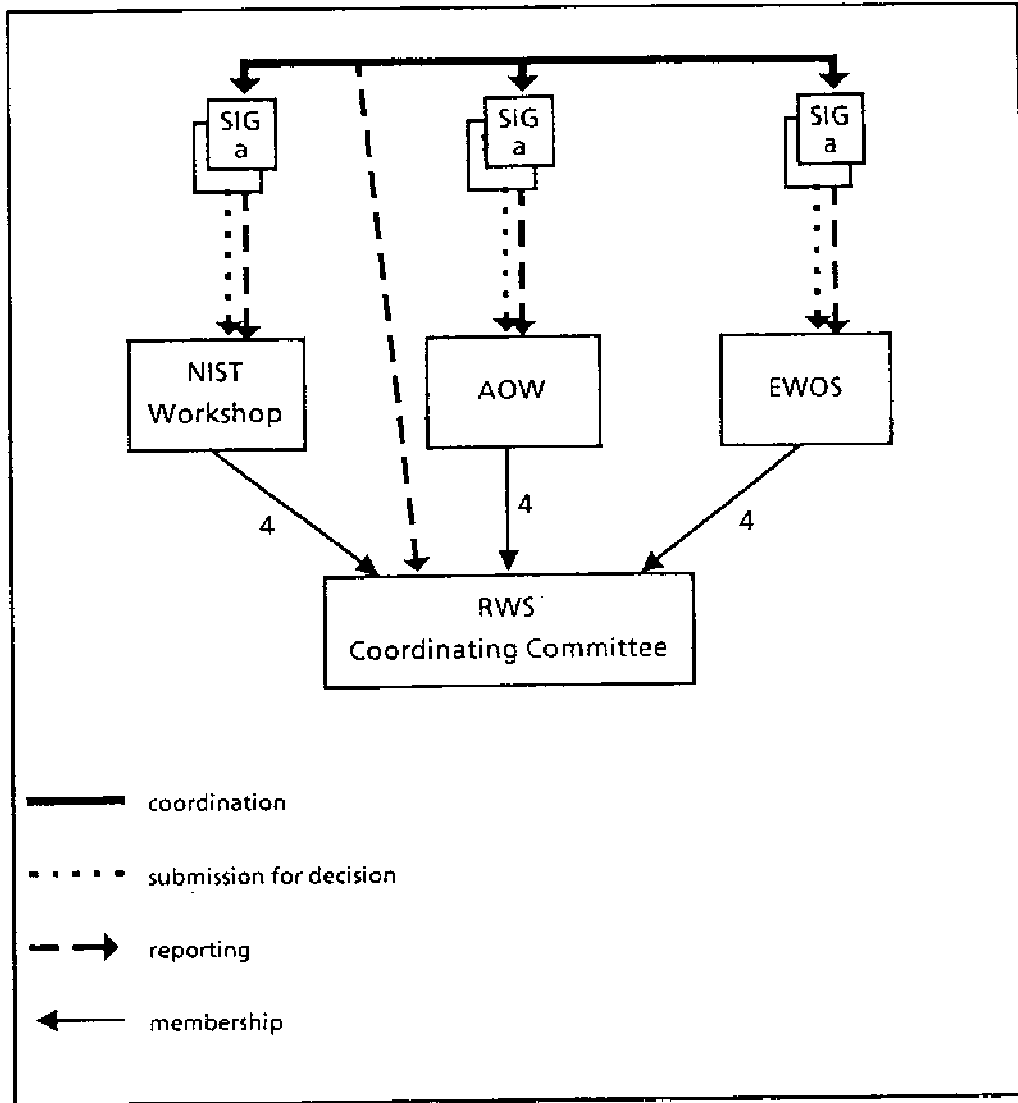 SIG
a
SIG
a
SIG
a
NIST
Workshop
AOW
EWOS
4
4
4
RWS
Coordinating Committee
coordination
submission for decision
reporting
membership